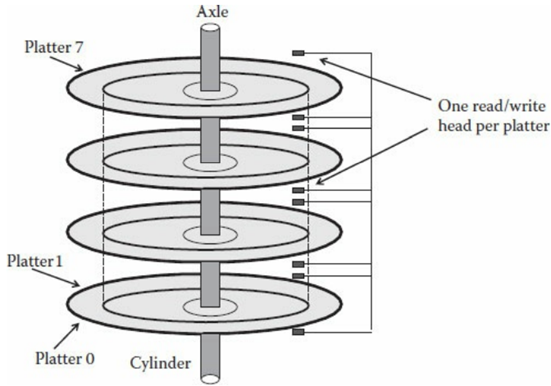 Axle
Platter 7
One read/write
head per platter
Platter 1
Platter 0
Cylinder